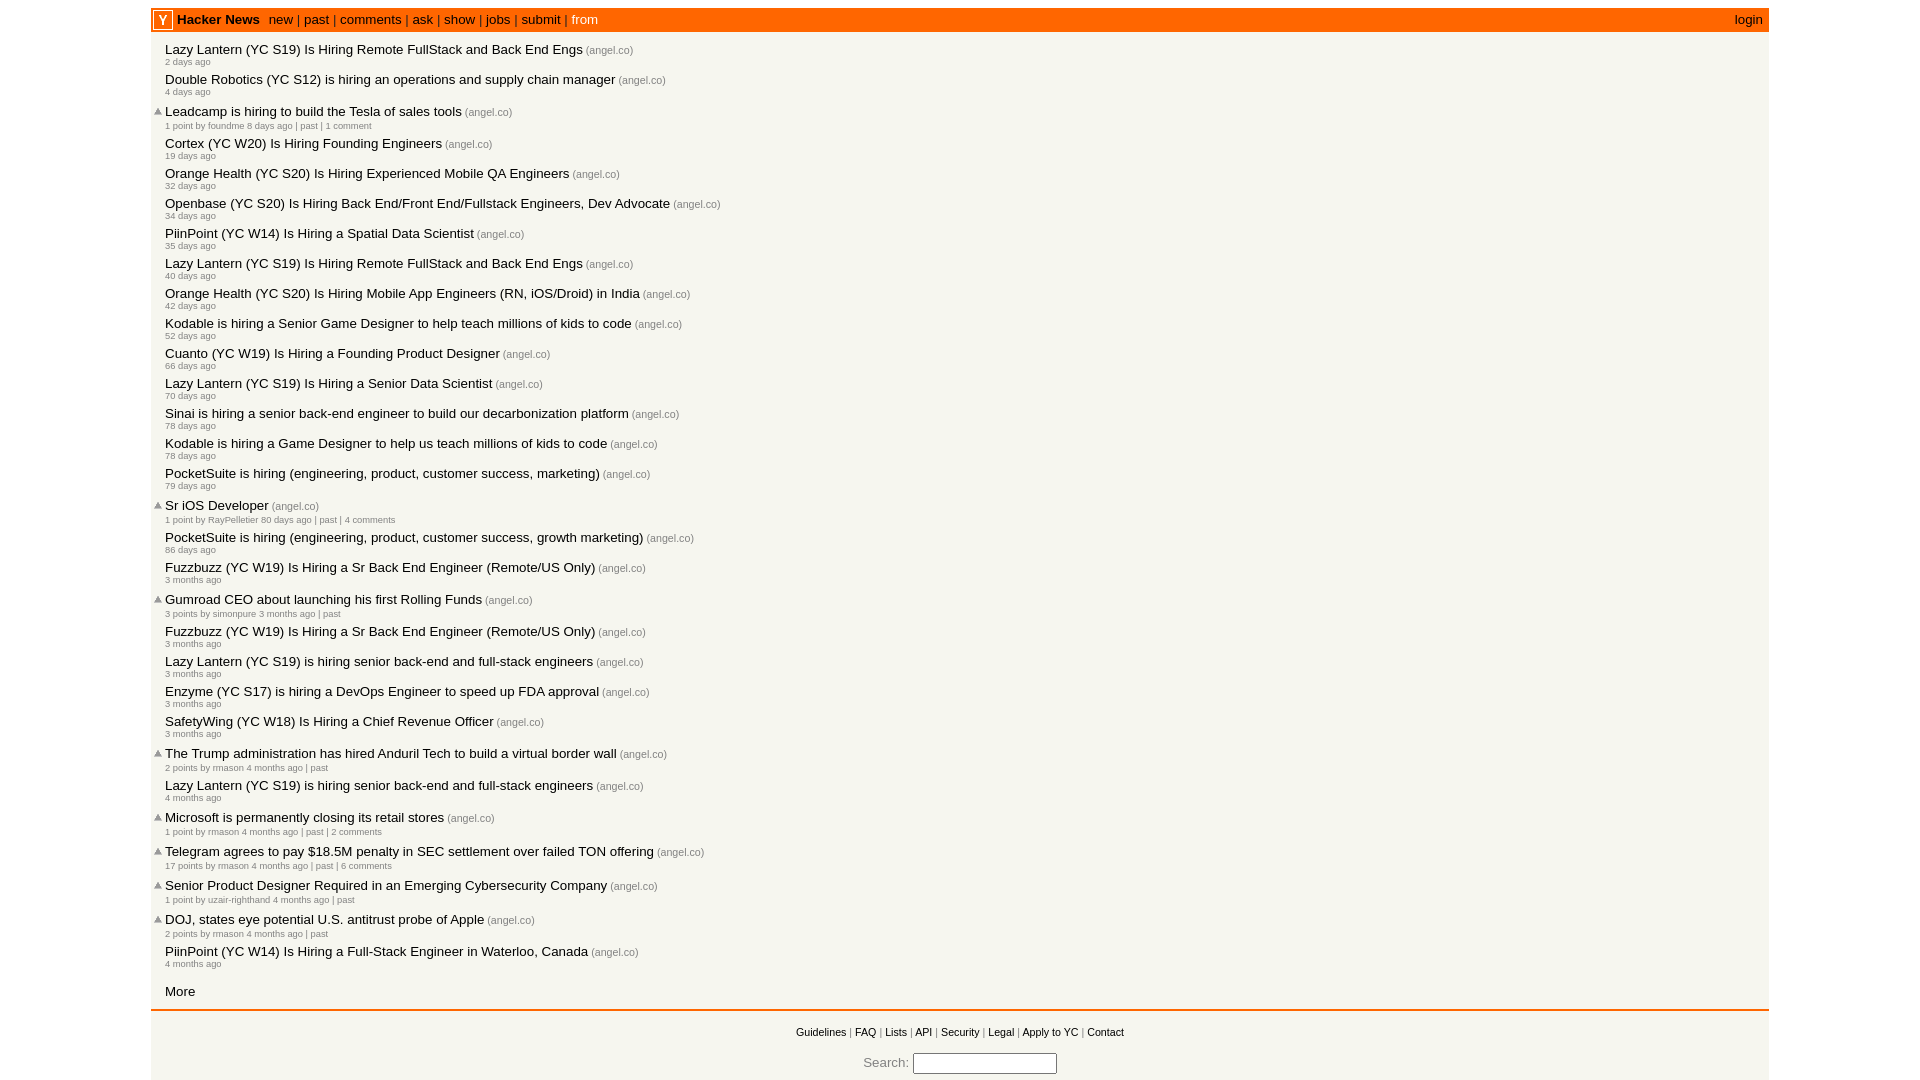 Y Hacker News new | past | comments | ask | show | jobs | submit | from login
Lazy Lantern (YC S19) Is Hiring Remote FullStack and Back End Engs (angel.co)
2 days ago
Double Robotics (YC S12) is hiring an operations and supply chain manager (angel.co)
4 days ago
Leadcamp is hiring to build the Tesla of sales tools (angel.co)
1 point by foundme 8 days ago | past | 1 comment
Cortex (YC W20) Is Hiring Founding Engineers (angel.co)
19 days ago
Orange Health (YC S20) Is Hiring Experienced Mobile QA Engineers (angel.co)
32 days ago
Openbase (YC S20) Is Hiring Back End/Front End/Fullstack Engineers, Dev Advocate (angel.co)
34 days ago
PiinPoint (YC W14) Is Hiring a Spatial Data Scientist (angel.co)
35 days ago
Lazy Lantern (YC S19) Is Hiring Remote FullStack and Back End Engs (angel.co)
40 days ago
Orange Health (YC S20) Is Hiring Mobile App Engineers (RN, iOS/Droid) in India (angel.co)
42 days ago
Kodable is hiring a Senior Game Designer to help teach millions of kids to code (angel.co)
52 days ago
Cuanto (YC W19) Is Hiring a Founding Product Designer (angel.co)
66 days ago
Lazy Lantern (YC S19) Is Hiring a Senior Data Scientist (angel.co)
70 days ago
Sinai is hiring a senior back-end engineer to build our decarbonization platform (angel.co)
78 days ago
Kodable is hiring a Game Designer to help us teach millions of kids to code (angel.co)
78 days ago
PocketSuite is hiring (engineering, product, customer success, marketing) (angel.co)
79 days ago
Sr iOS Developer (angel.co)
1 point by RayPelletier 80 days ago | past | 4 comments
PocketSuite is hiring (engineering, product, customer success, growth marketing) (angel.co)
86 days ago
Fuzzbuzz (YC W19) Is Hiring a Sr Back End Engineer (Remote/US Only) (angel.co)
3 months ago
Gumroad CEO about launching his first Rolling Funds (angel.co)
3 points by simonpure 3 months ago | past
Fuzzbuzz (YC W19) Is Hiring a Sr Back End Engineer (Remote/US Only) (angel.co)
3 months ago
Lazy Lantern (YC S19) is hiring senior back-end and full-stack engineers (angel.co)
3 months ago
Enzyme (YC S17) is hiring a DevOps Engineer to speed up FDA approval (angel.co)
3 months ago
SafetyWing (YC W18) Is Hiring a Chief Revenue Officer (angel.co)
3 months ago
The Trump administration has hired Anduril Tech to build a virtual border wall (angel.co)
2 points by rmason 4 months ago | past
Lazy Lantern (YC S19) is hiring senior back-end and full-stack engineers (angel.co)
4 months ago
Microsoft is permanently closing its retail stores (angel.co)
1 point by rmason 4 months ago | past | 2 comments
Telegram agrees to pay $18.5M penalty in SEC settlement over failed TON offering (angel.co)
17 points by rmason 4 months ago | past | 6 comments
Senior Product Designer Required in an Emerging Cybersecurity Company (angel.co)
1 point by uzair-righthand 4 months ago | past
DOJ, states eye potential U.S. antitrust probe of Apple (angel.co)
2 points by rmason 4 months ago | past
PiinPoint (YC W14) Is Hiring a Full-Stack Engineer in Waterloo, Canada (angel.co)
4 months ago
More
Guidelines | FAQ | Lists | API | Security | Legal | Apply to YC | Contact
Search: